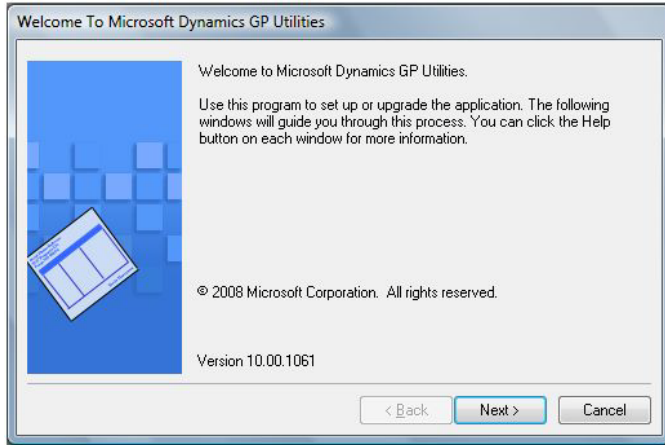 Welcome To Microsoft Dynamics GP Utilities
Welcome to Microsoft Dynamics GP Utilities.
Use this program to set up or upgrade the application. The following
windows will guide you through this process. You can click the Help
button on each window for more information.
© 2008 Microsoft Corporation. All rights reserved.
Version 10.00.1061
< Back Next > Cancel